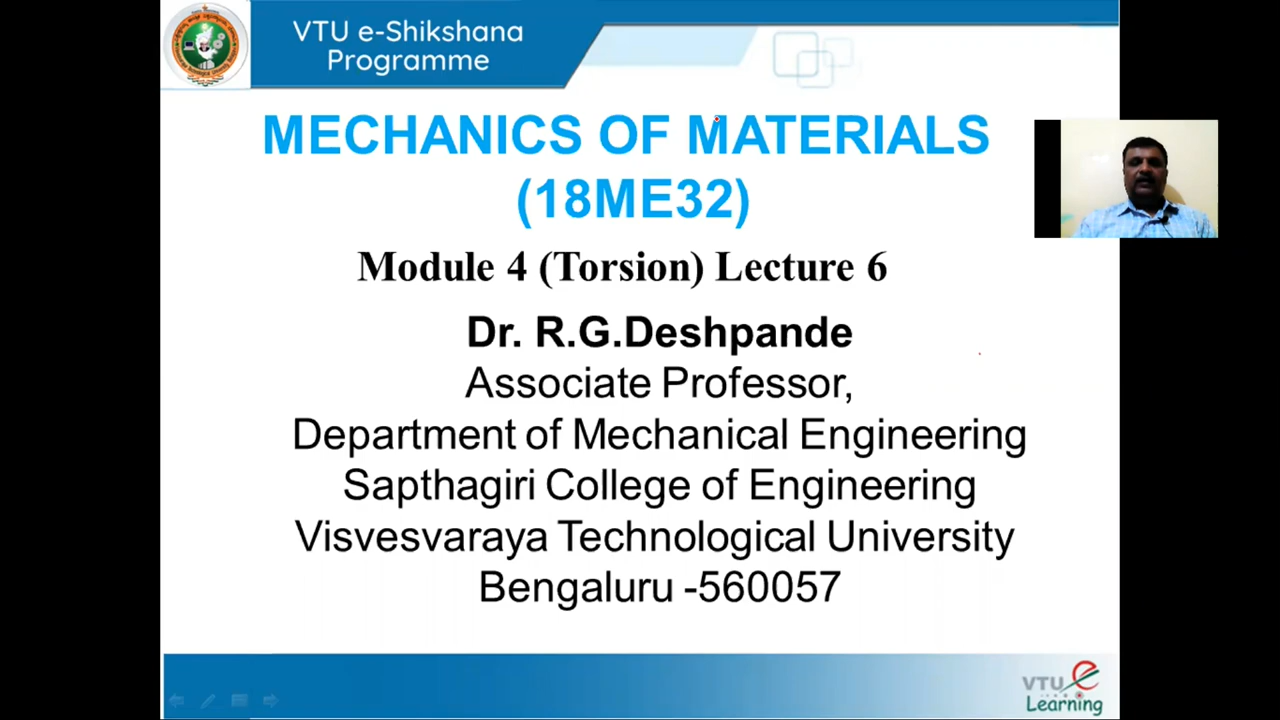 VTU e-Shikshana
Programme
MECHANICS OF MATERIALS
(18ME32)
Module 4 (Torsion) Lecture 6
Dr. R.G.Deshpande
Associate Professor,
Department of Mechanical Engineering
Sapthagiri College of Engineering
Visvesvaraya Technological University
Bengaluru -560057
VTU e
Learning